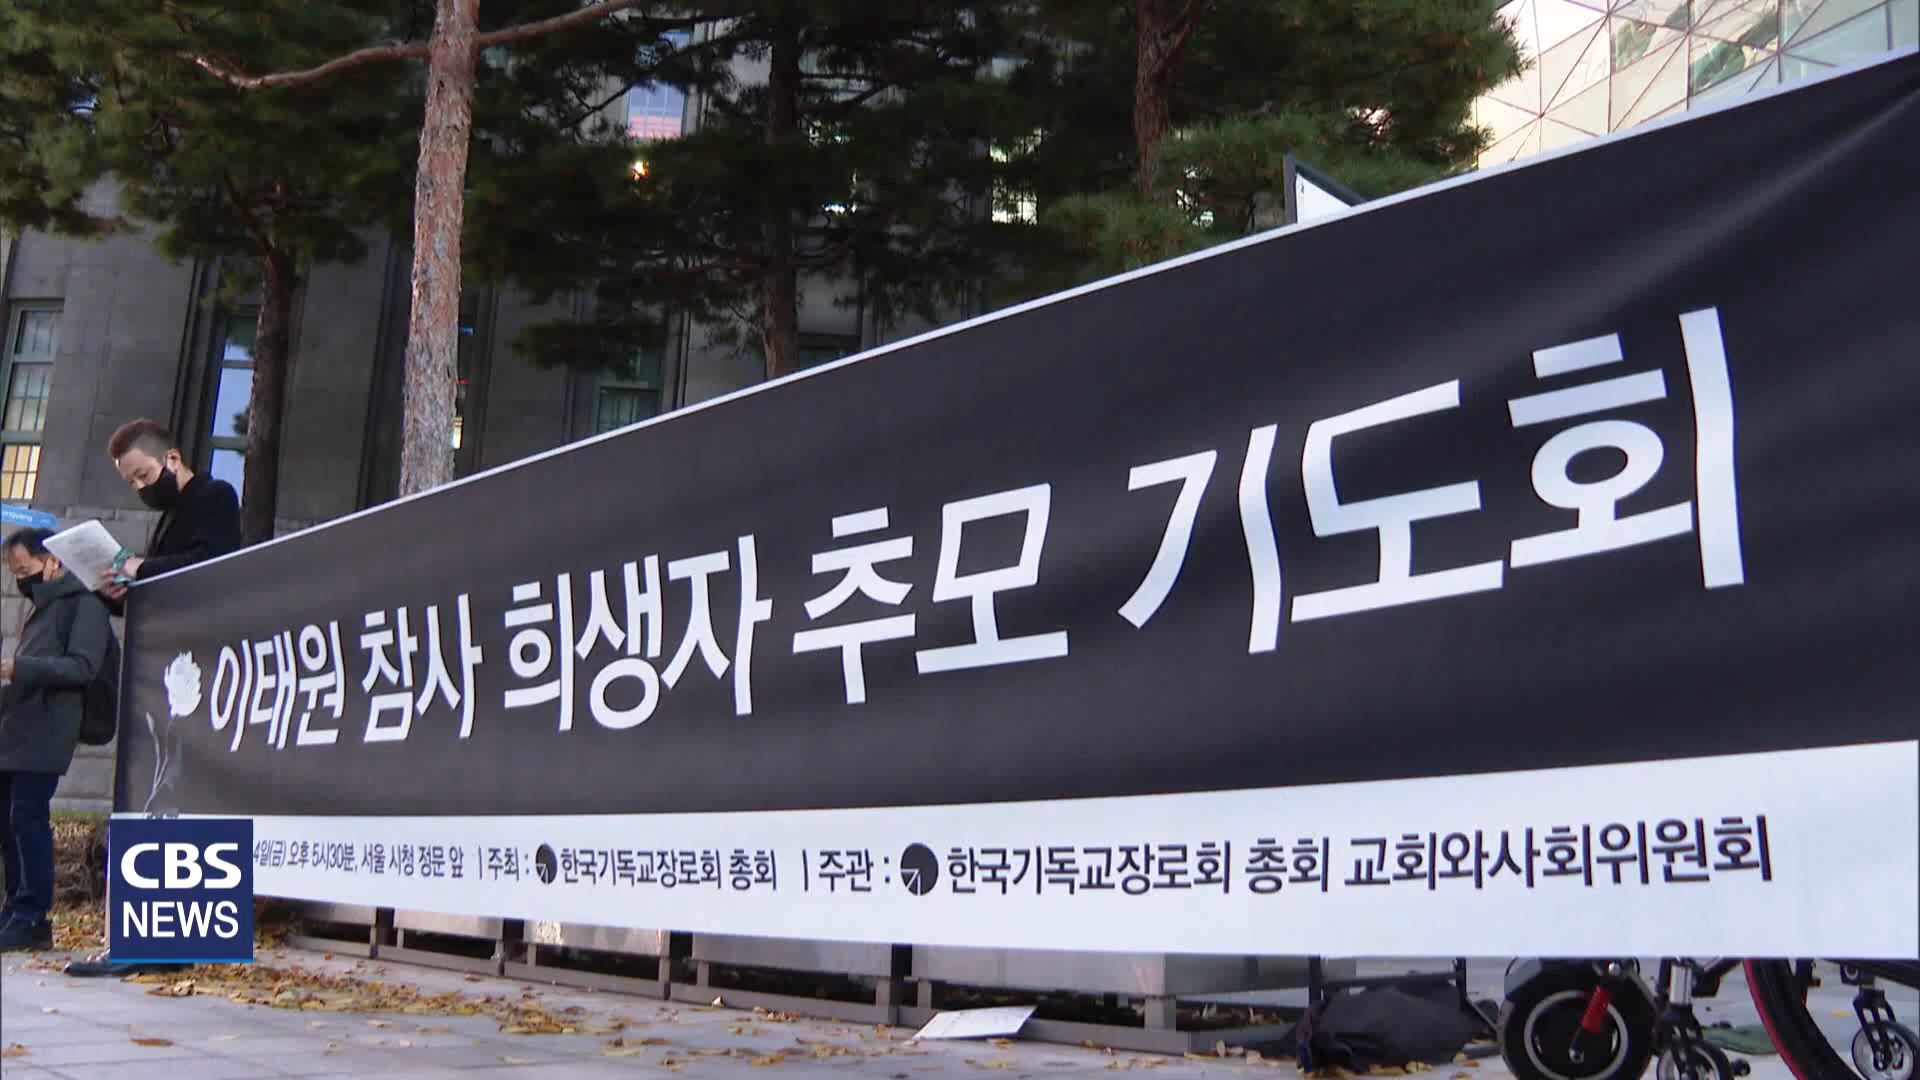 이태원 참사 희생자 추모 기도회
4일(금) 오후 5시30분, 서울 시청 정문 앞 | 주최 : 한국기독교장로회 총회 | 주관 : 한국기독교장로회 총회 교회와사회위원회
CBS
NEWS